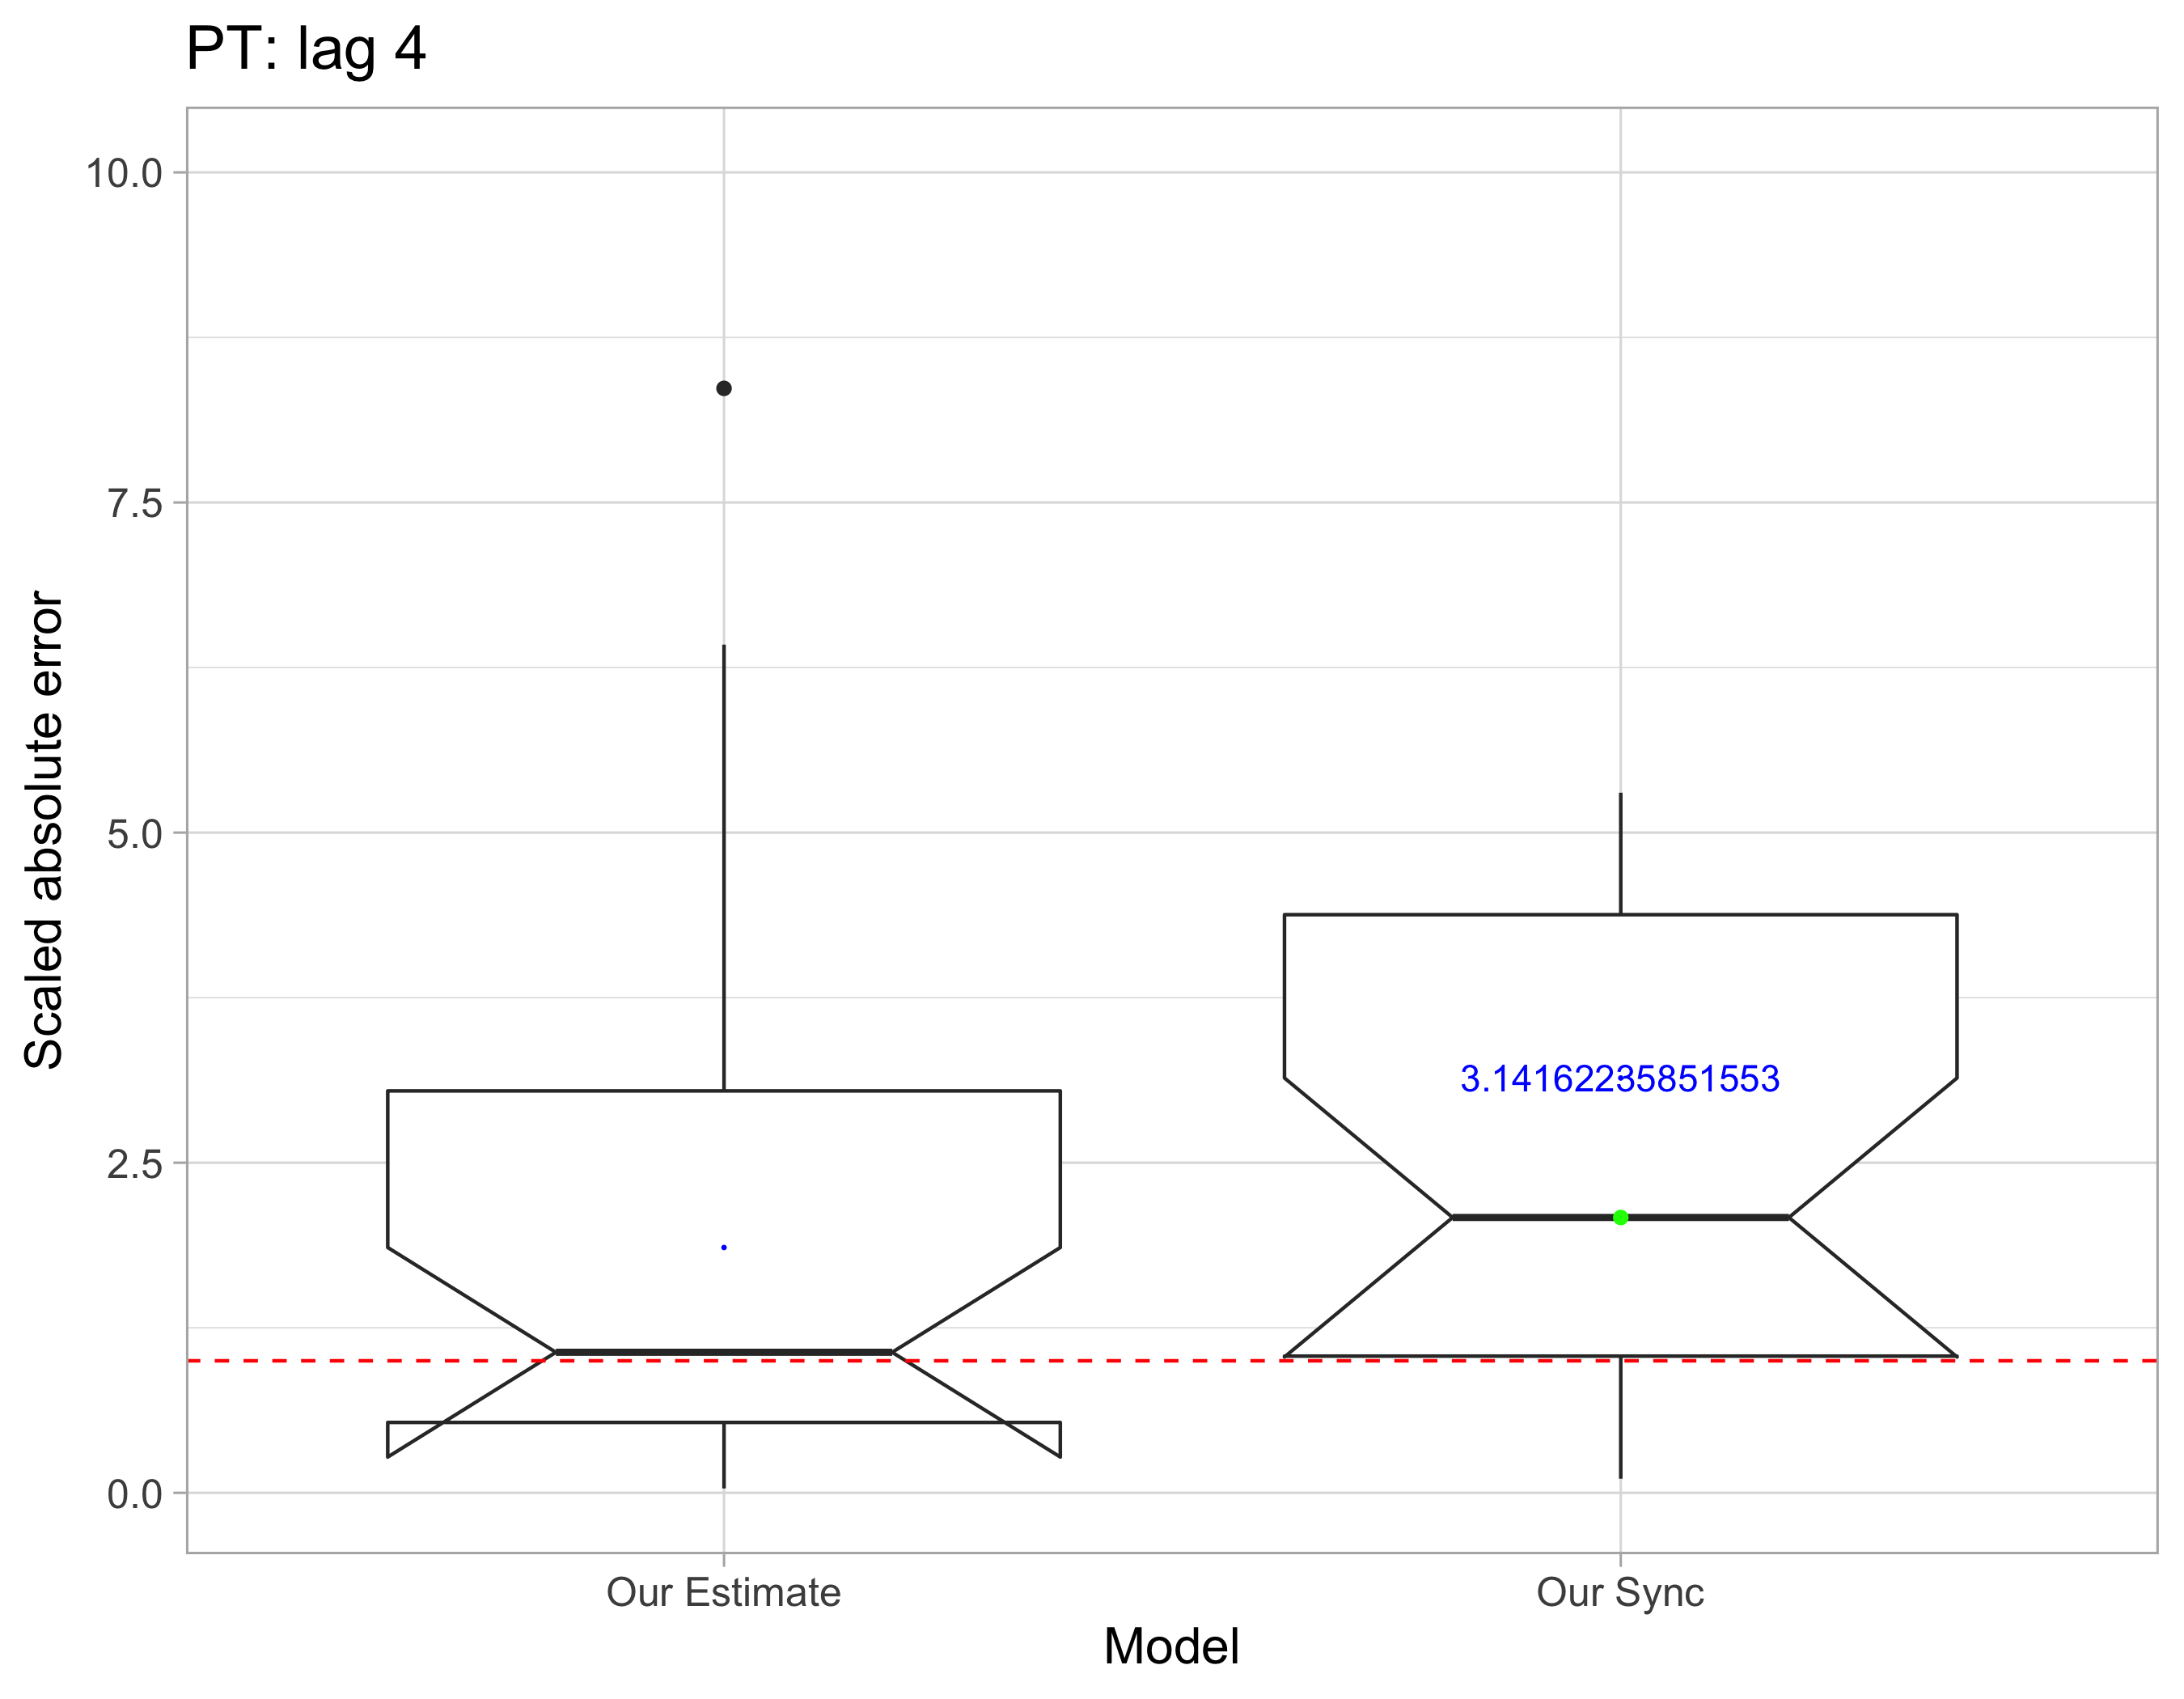 PT: lag 4
10.0
7.5
5.0
2.5
0.0
Scaled absolute error
3.14162235851553
Our Estimate
Our Sync
Model